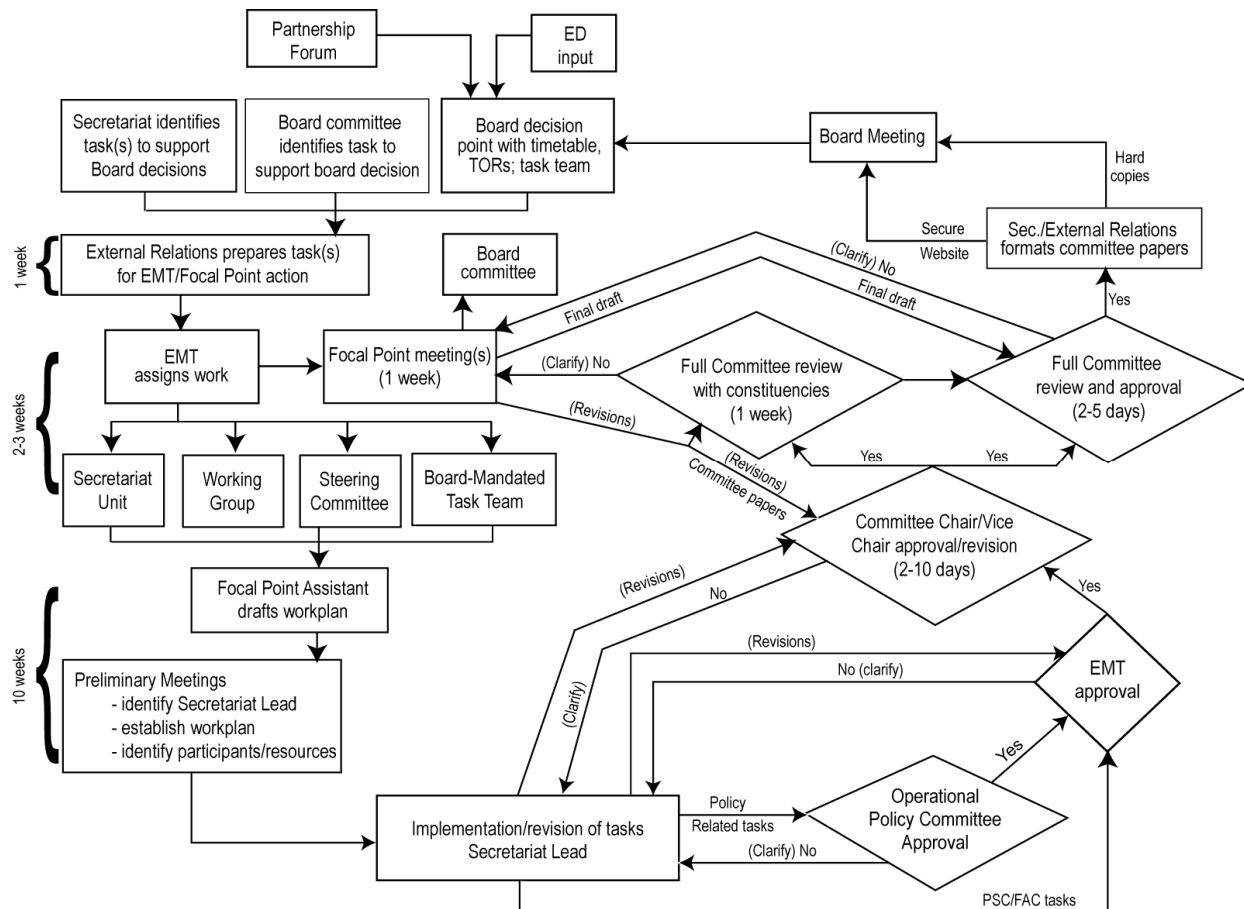 Partnership
Forum
ED
input
Secretariat identifies
task(s) to support
Board decisions
Board committee
identifies task to
support board decision
Board decision
point with timetable,
TORs; task team
Board Meeting
Hard
copies
Secure
Website
Sec./External Relations
formats committee papers
1 week
External Relations prepares task(s)
for EMT/Focal Point action
Board
committee
(Clarify) No
Final draft
Final draft
Yes
2-3 weeks
EMT
assigns work
Focal Point meeting(s)
(1 week)
(Clarify) No
Full Committee review
with constituencies
(1 week)
Full Committee
review and approval
(2-5 days)
(Revisions)
(Revisions)
Committee papers
Yes
Yes
Secretariat
Unit
Working
Group
Steering
Committee
Board-Mandated
Task Team
Committee Chair/Vice
Chair approval/revision
(2-10 days)
10 weeks
Focal Point Assistant
drafts workplan
(Revisions)
No
Yes
Preliminary Meetings
- identify Secretariat Lead
- establish workplan
- identify participants/resources
(Clarify)
(Revisions)
No (clarify)
EMT
approval
Yes
Implementation/revision of tasks
Secretariat Lead
Policy
Related tasks
(Clarify) No
Operational
Policy Committee
Approval
PSC/FAC tasks